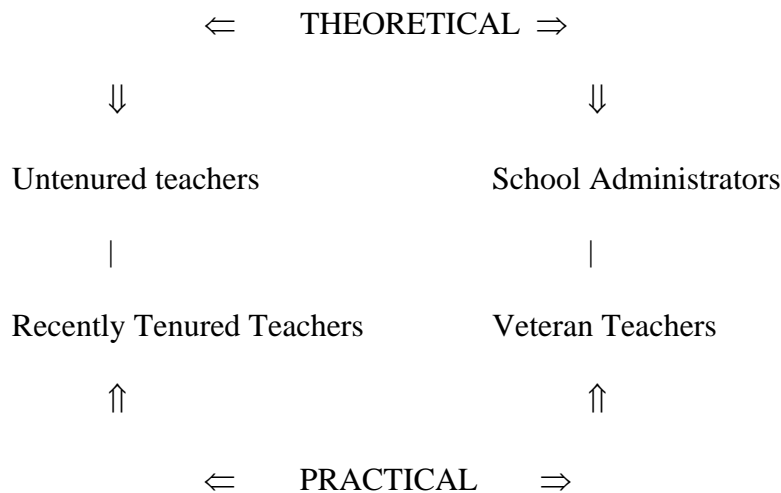 ⇐ THEORETICAL ⇒
⇓ ⇓
Untenured teachers School Administrators
| |
Recently Tenured Teachers Veteran Teachers
⇑ ⇑
⇐ PRACTICAL ⇒